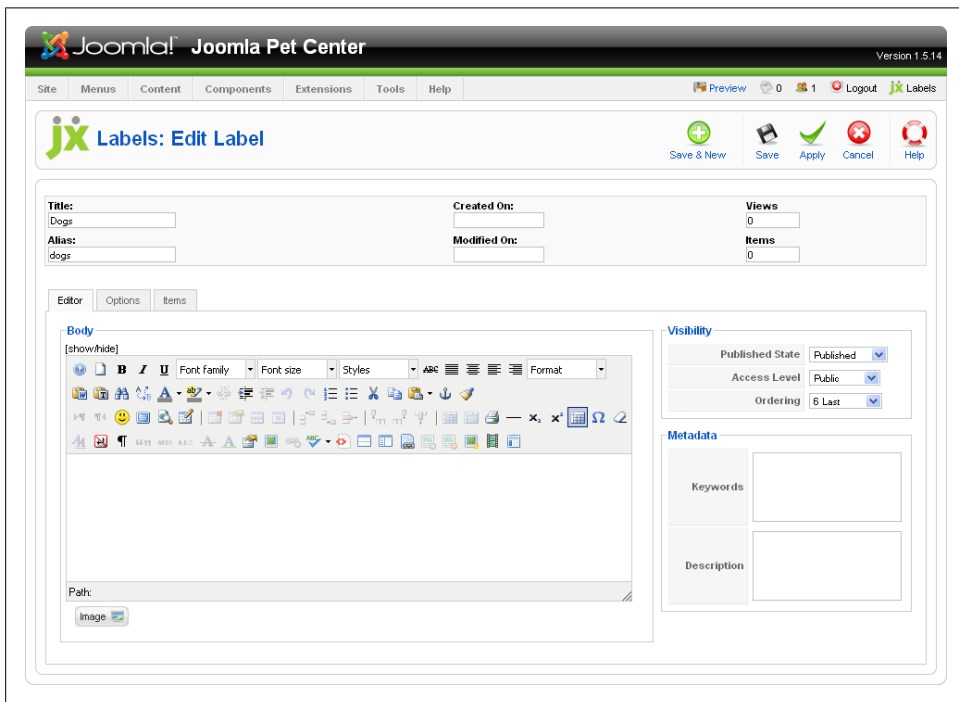 Joomla! Joomla Pet Center
Version 1.5.14
Site Menus Content Components Extensions Tools Help Preview 0 1 Logout jX Labels
jX Labels: Edit Label
Save & New Save Apply Cancel Help
Title: Created On: Views
Dogs 0
Alias: Modified On: Items
dogs 0
Editor Options Items
Body
[show/hide]
B I U Font family Font size Styles ABC Format
Path:
Image
Visibility
Published State Published
Access Level Public
Ordering 6 Last
Metadata
Keywords
Description